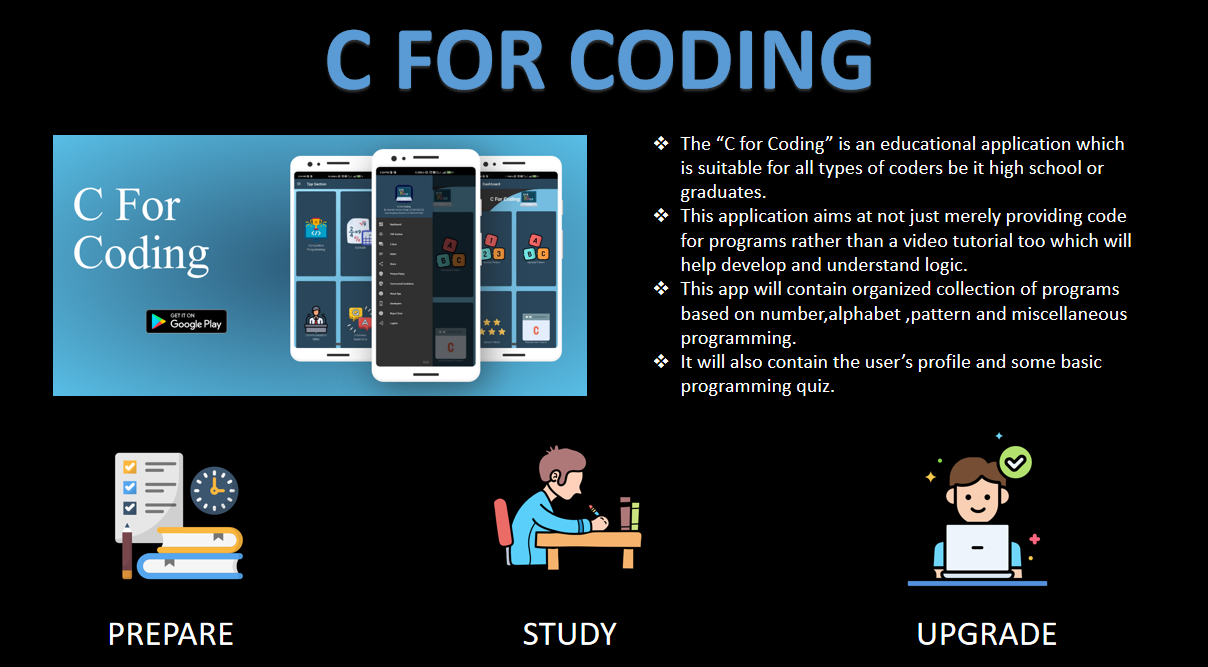 C FOR CODING
C For
Coding
GET IT ON
Google Play
Dashboard
C For Coding
❖ The “C for Coding” is an educational application which
is suitable for all types of coders be it high school or
graduates.
❖ This application aims at not just merely providing code
for programs rather than a video tutorial too which will
help develop and understand logic.
❖ This app will contain organized collection of programs
based on number,alphabet ,pattern and miscellaneous
programming.
❖ It will also contain the user’s profile and some basic
programming quiz.
PREPARE
STUDY
UPGRADE